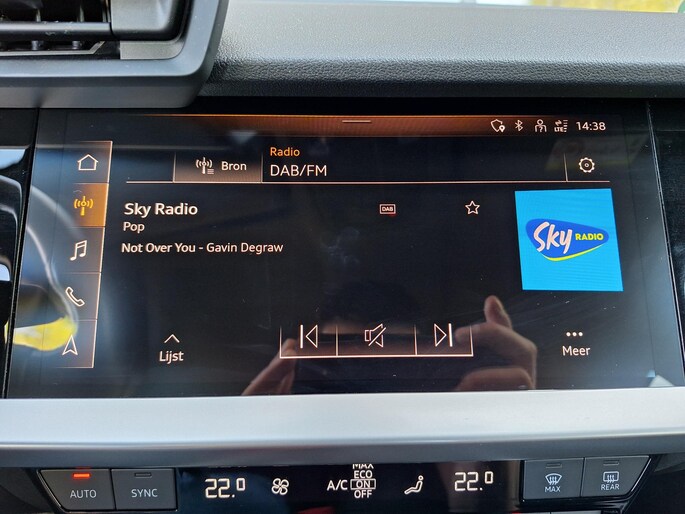 14:38
Bron
Radio
DAB/FM
Sky Radio
DAB
Pop
Not Over You - Gavin Degraw
Sky RADIO
Lijst
Meer
AUTO
SYNC
22.0
A/C
MAX
ECO
ON
OFF
22.0
MAX
REAR